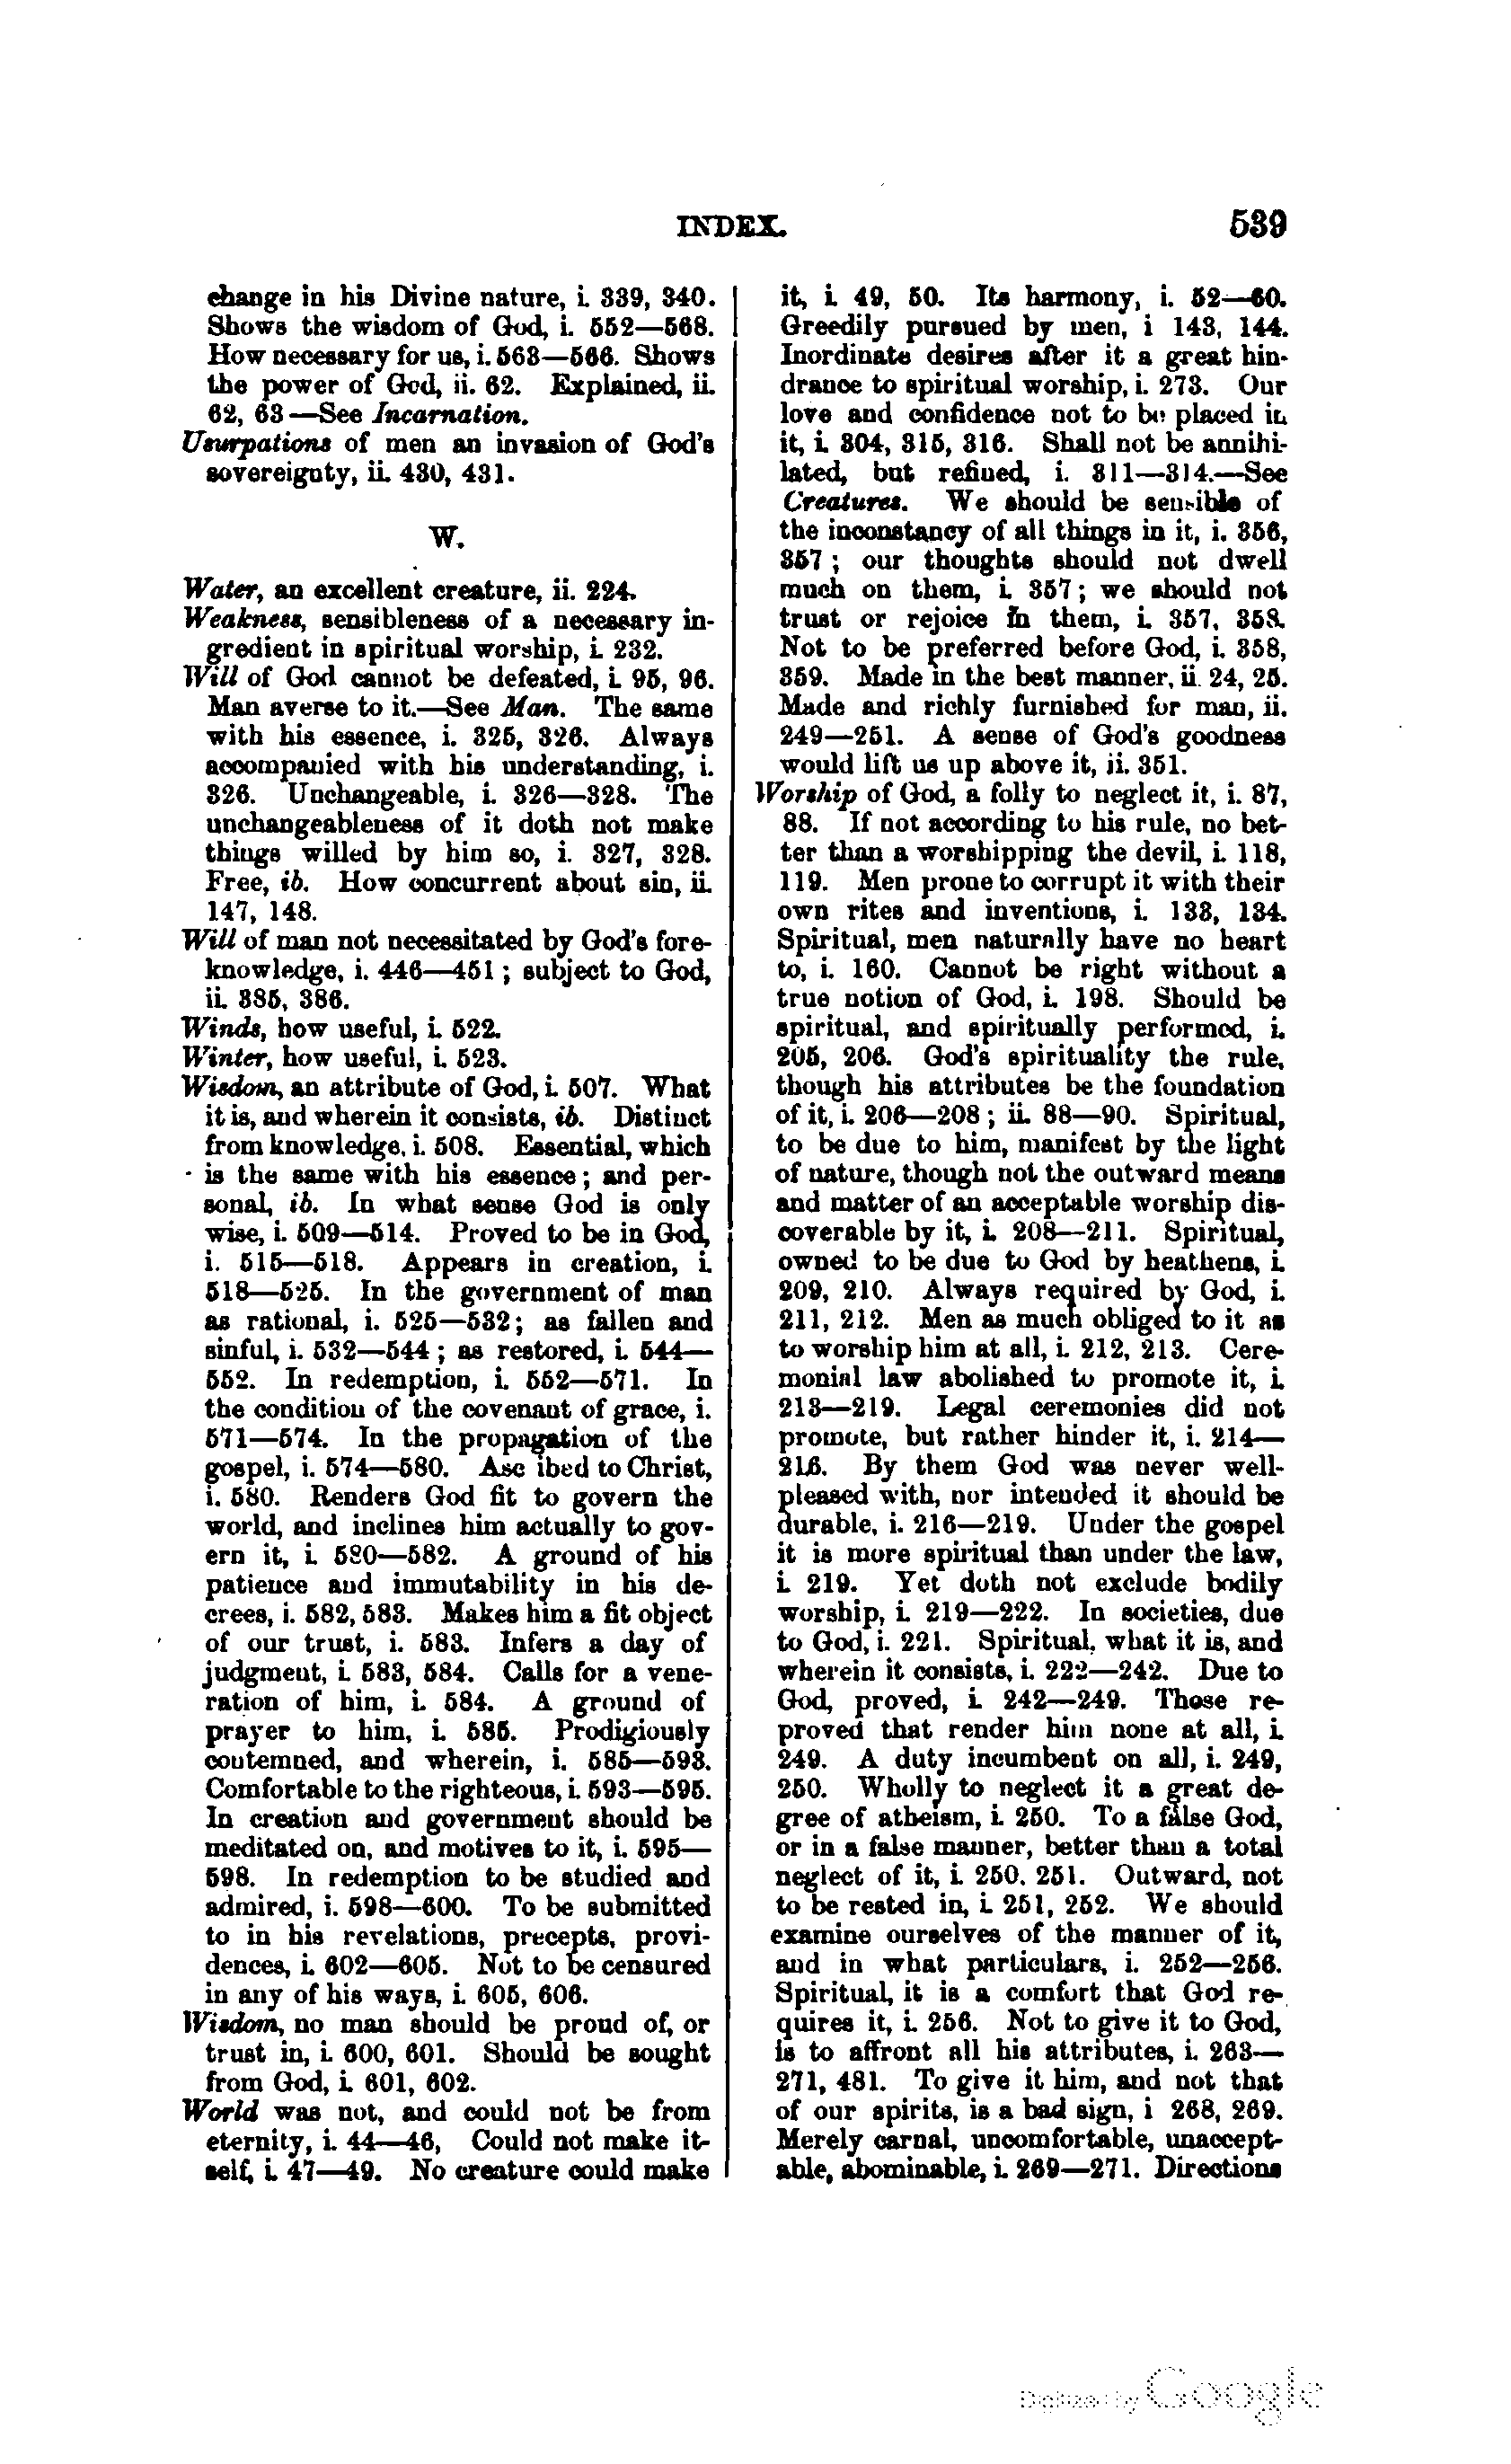 INDEX. 539
change in his Divine nature, i. 339, 340.
Shows the wisdom of God, i. 552—568.
How necessary for us, i. 563—566. Shows
the power of God, ii. 62. Explained, ii.
62, 63—See Incarnation.
Usurpations of men an invasion of God's
sovereignty, ii. 430, 431.
W.
Water, an excellent creature, ii. 224.
Weakness, sensibleness of a necessary in-
gredient in spiritual worship, i. 232.
Will of God cannot be defeated, i. 95, 96.
Man averse to it.—See Man. The same
with his essence, i. 325, 326. Always
accompanied with his understanding, i.
326. Unchangeable, i. 326—328. The
unchangeableness of it doth not make
things willed by him so, i. 327, 328.
Free, ib. How concurrent about sin, ii.
147, 148.
Will of man not necessitated by God's fore-
knowledge, i. 446—451; subject to God,
ii. 385, 386.
Winds, how useful, i. 522.
Winter, how useful, i. 523.
Wisdom, an attribute of God, i. 507. What
it is, and wherein it consists, ib. Distinct
from knowledge, i. 508. Essential, which
is the same with his essence; and per-
sonal, ib. In what sense God is only
wise, i. 509—514. Proved to be in God,
i. 515—518. Appears in creation, i.
518—525. In the government of man
as rational, i. 525—532; as fallen and
sinful, i. 532—544; as restored, i. 544—
552. In redemption, i. 552—571. In
the condition of the covenant of grace, i.
571—574. In the propagation of the
gospel, i. 574—580. Asc ibed to Christ,
i. 580. Renders God fit to govern the
world, and inclines him actually to gov-
ern it, i. 580—582. A ground of his
patience and immutability in his de-
crees, i. 582, 583. Makes him a fit object
of our trust, i. 583. Infers a day of
judgment, i. 583, 584. Calls for a vene-
ration of him, i. 584. A ground of
prayer to him, i. 585. Prodigiously
contemned, and wherein, i. 585—593.
Comfortable to the righteous, i. 593—595.
In creation and government should be
meditated on, and motives to it, i. 595—
598. In redemption to be studied and
admired, i. 598—600. To be submitted
to in his revelations, precepts, provi-
dences, i. 602—605. Not to be censured
in any of his ways, i. 605, 606.
Wisdom, no man should be proud of, or
trust in, i. 600, 601. Should be sought
from God, i. 601, 602.
World was not, and could not be from
eternity, i. 44—46, Could not make it-
self, i. 47—49. No creature could make
it, i. 49, 50. Its harmony, i. 52—60.
Greedily pursued by men, i 143, 144.
Inordinate desires after it a great hin-
drance to spiritual worship, i. 273. Our
love and confidence not to be placed in
it, i. 304, 315, 316. Shall not be annihi-
lated, but refined, i. 311—314.—See
Creatures. We should be sensible of
the inconstancy of all things in it, i. 356,
357; our thoughts should not dwell
much on them, i. 357; we should not
trust or rejoice in them, i. 357, 358.
Not to be preferred before God, i. 358,
359. Made in the best manner, ii. 24, 25.
Made and richly furnished for man, ii.
249—251. A sense of God's goodness
would lift us up above it, ii. 351.
Worship of God, a folly to neglect it, i. 87,
88. If not according to his rule, no bet-
ter than a worshipping the devil, i. 118,
119. Men prone to corrupt it with their
own rites and inventions, i. 133, 134.
Spiritual, men naturally have no heart
to, i. 160. Cannot be right without a
true notion of God, i. 198. Should be
spiritual, and spiritually performed, i.
205, 206. God's spirituality the rule,
though his attributes be the foundation
of it, i. 206—208; ii. 88—90. Spiritual,
to be due to him, manifest by the light
of nature, though not the outward means
and matter of an acceptable worship dis-
coverable by it, i. 208—211. Spiritual,
owned to be due to God by heathens, i.
209, 210. Always required by God, i.
211, 212. Men as much obliged to it as
to worship him at all, i. 212, 213. Cere-
monial law abolished to promote it, i.
213—219. Legal ceremonies did not
promote, but rather hinder it, i. 214—
216. By them God was never well-
pleased with, nor intended it should be
durable, i. 216—219. Under the gospel
it is more spiritual than under the law,
i. 219. Yet doth not exclude bodily
worship, i. 219—222. In societies, due
to God, i. 221. Spiritual, what it is, and
wherein it consists, i. 222—242. Due to
God, proved, i. 242—249. Those re-
proved that render him none at all, i.
249. A duty incumbent on all, i. 249,
250. Wholly to neglect it a great de-
gree of atheism, i. 250. To a false God,
or in a false manner, better than a total
neglect of it, i. 250, 251. Outward, not
to be rested in, i. 251, 252. We should
examine ourselves of the manner of it,
and in what particulars, i. 252—256.
Spiritual, it is a comfort that God re-
quires it, i. 256. Not to give it to God,
is to affront all his attributes, i. 263—
271, 481. To give it him, and not that
of our spirits, is a bad sign, i 268, 269.
Merely carnal, uncomfortable, unaccept-
able, abominable, i. 269—271. Directions
Digitized by Google